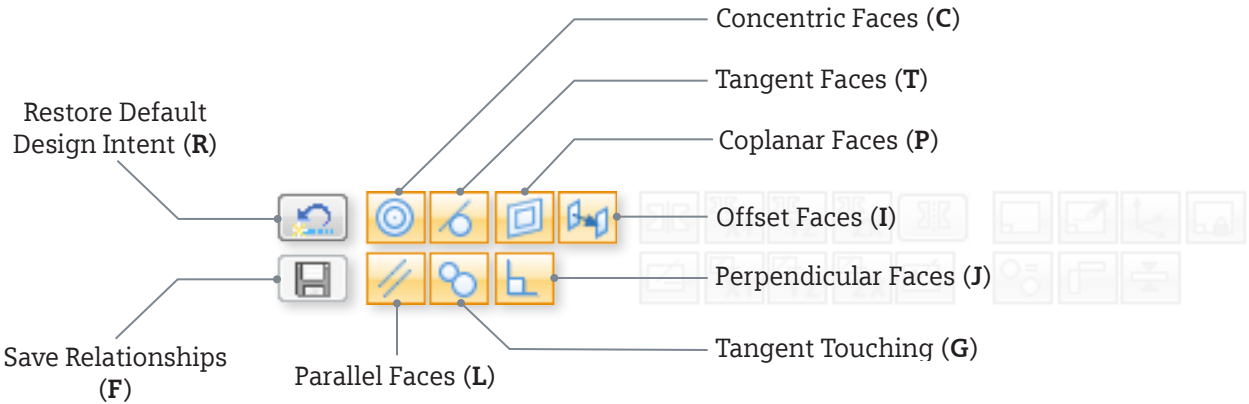 Concentric Faces (C)
Tangent Faces (T)
Restore Default
Design Intent (R)
Coplanar Faces (P)
Offset Faces (I)
Perpendicular Faces (J)
Tangent Touching (G)
Save Relationships
(F)
Parallel Faces (L)